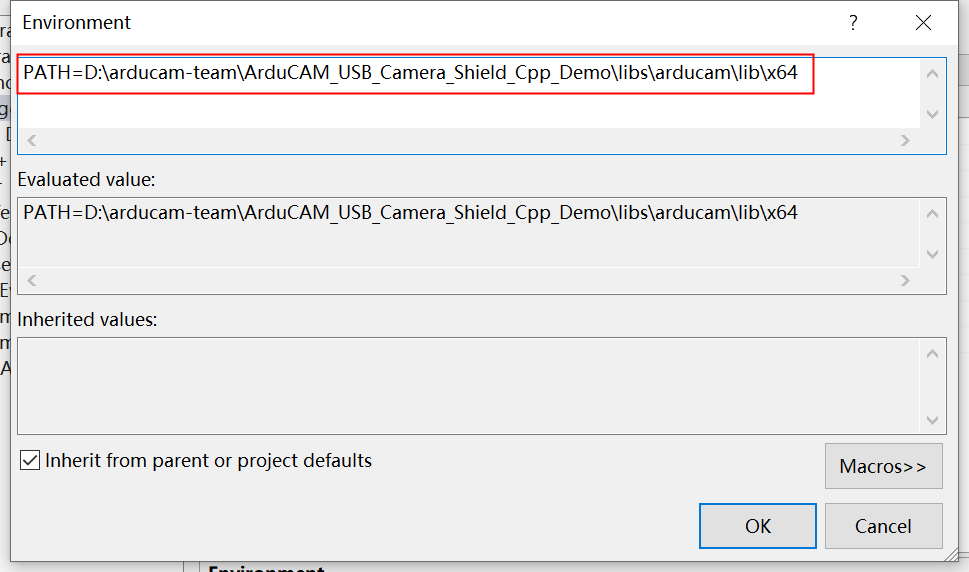 Environment
?
PATH=D:\arducam-team\ArduCAM_USB_Camera_Shield_Cpp_Demo\libs\arducam\lib\x64
Evaluated value:
PATH=D:\arducam-team\ArduCAM_USB_Camera_Shield_Cpp_Demo\libs\arducam\lib\x64
Inherited values:
Inherit from parent or project defaults
Macros>>
OK
Cancel
Environment